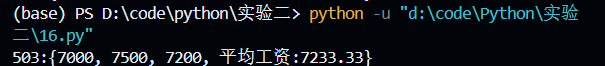 (base) PS D:\code\python\实验二> python -u "d:\code\Python\实验
二\16.py"
503:{7000, 7500, 7200, 平均工资:7233.33}